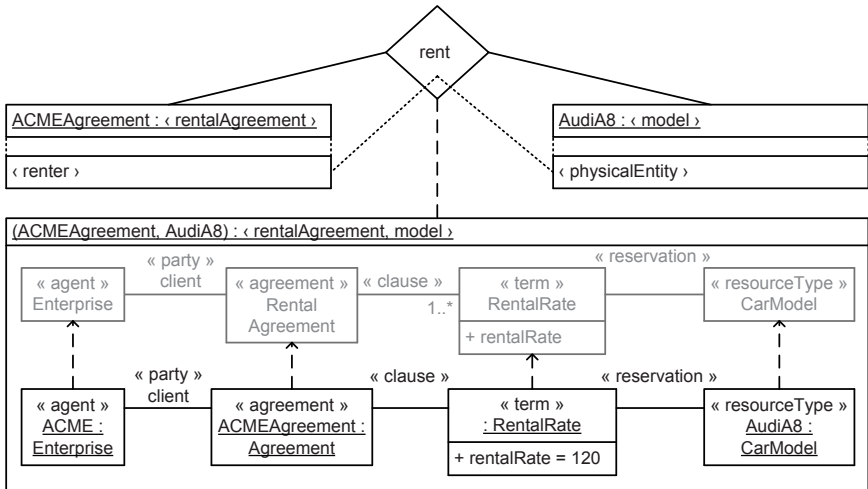 rent
ACMEAgreement : ‹ rentalAgreement ›
AudiA8 : ‹ model ›
‹ renter ›
‹ physicalEntity ›
(ACMEAgreement, AudiA8) : ‹ rentalAgreement, model ›
« agent »
Enterprise
« party »
client
« agreement »
Rental
Agreement
« clause »
1..*
« term »
RentalRate
+ rentalRate
« reservation »
« resourceType »
CarModel
« agent »
ACME :
Enterprise
« party »
client
« agreement »
ACMEAgreement :
Agreement
« clause »
« term »
: RentalRate
+ rentalRate = 120
« reservation »
« resourceType »
AudiA8 :
CarModel